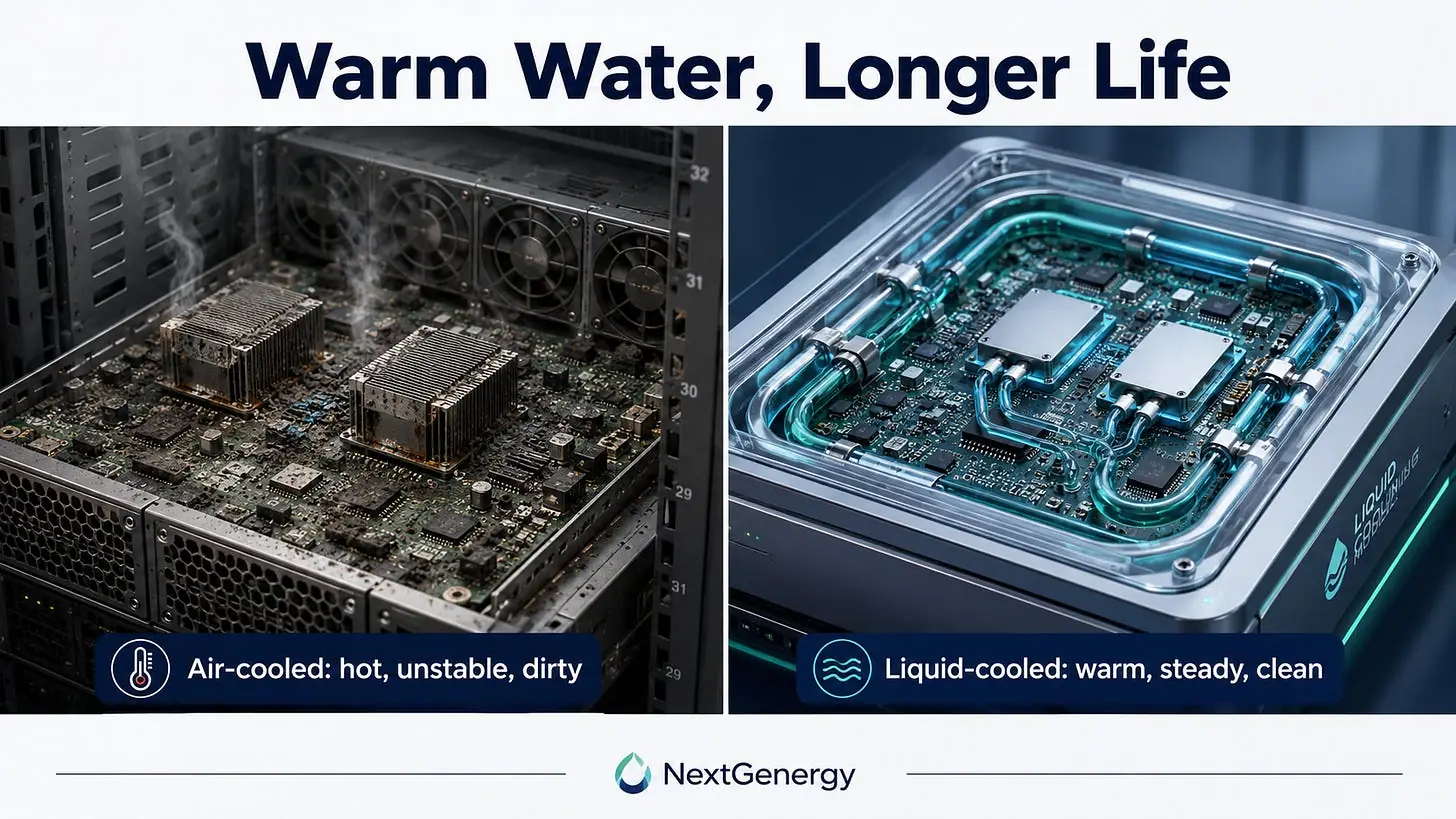 Warm Water, Longer Life
32
31
30
29
31
29
Air-cooled: hot, unstable, dirty
LIQUID
Liquid-cooled: warm, steady, clean
NextGenergy